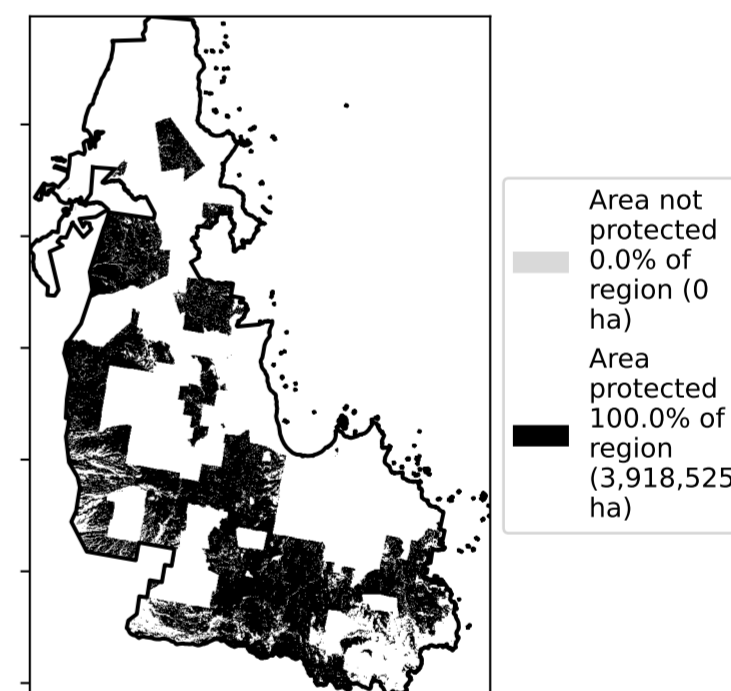 Area not
protected
0.0% of
region (0
ha)
Area
protected
100.0% of
region
(3,918,525
ha)